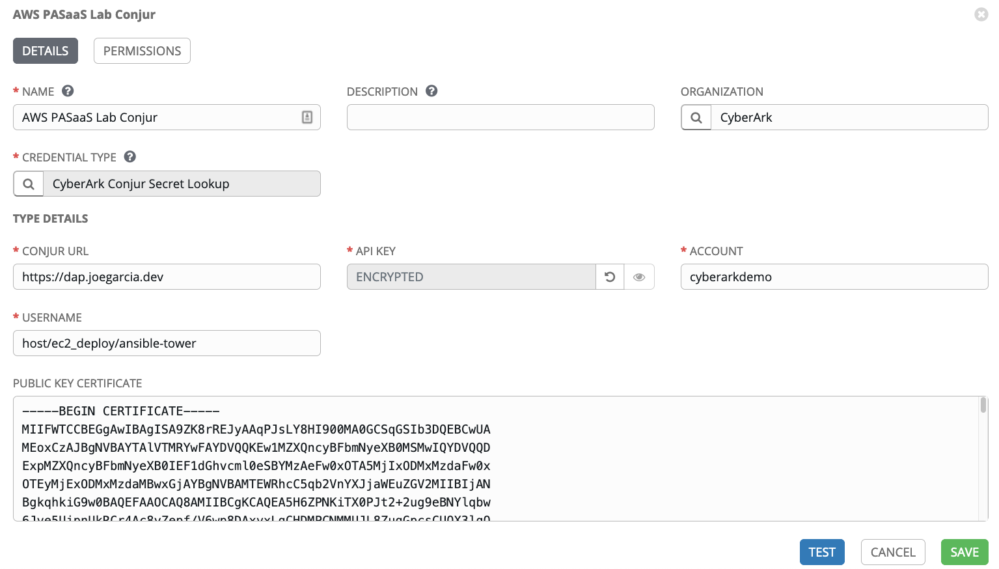 AWS PASaaS Lab Conjur
DETAILS PERMISSIONS
* NAME ? DESCRIPTION ? ORGANIZATION
AWS PASaaS Lab Conjur CyberArk
* CREDENTIAL TYPE ?
CyberArk Conjur Secret Lookup
TYPE DETAILS
* CONJUR URL * API KEY * ACCOUNT
https://dap.joegarcia.dev ENCRYPTED cyberarkdemo
* USERNAME
host/ec2_deploy/ansible-tower
PUBLIC KEY CERTIFICATE
-----BEGIN CERTIFICATE-----
MIIFWTCCBEGgAwIBAgISA9ZK8rREJyAAqPJsLY8HI900MA0GCSqGSIb3DQEBCwUA
MEoxCzAJBgNVBAYTAlVTMRYwFAYDVQQKEw1MZXQncyBFbmNyeXB0MSMwIQYDVQQD
ExpMZXQncyBFbmNyeXB0IEF1dGhvcml0eSBYMzAeFw0xOTA5MjIxODMxMzdaFw0x
OTEyMjExODMxMzdaMBwxGjAYBgNVBAMTEWRhcC5qb2VnYXJjaWEuZGV2MIIBIjAN
BgkqhkiG9w0BAQEFAAOCAQ8AMIIBCgKCAQEA5H6ZPNKiTX0PJt2+2ug9eBNYlqbw
TEST CANCEL SAVE